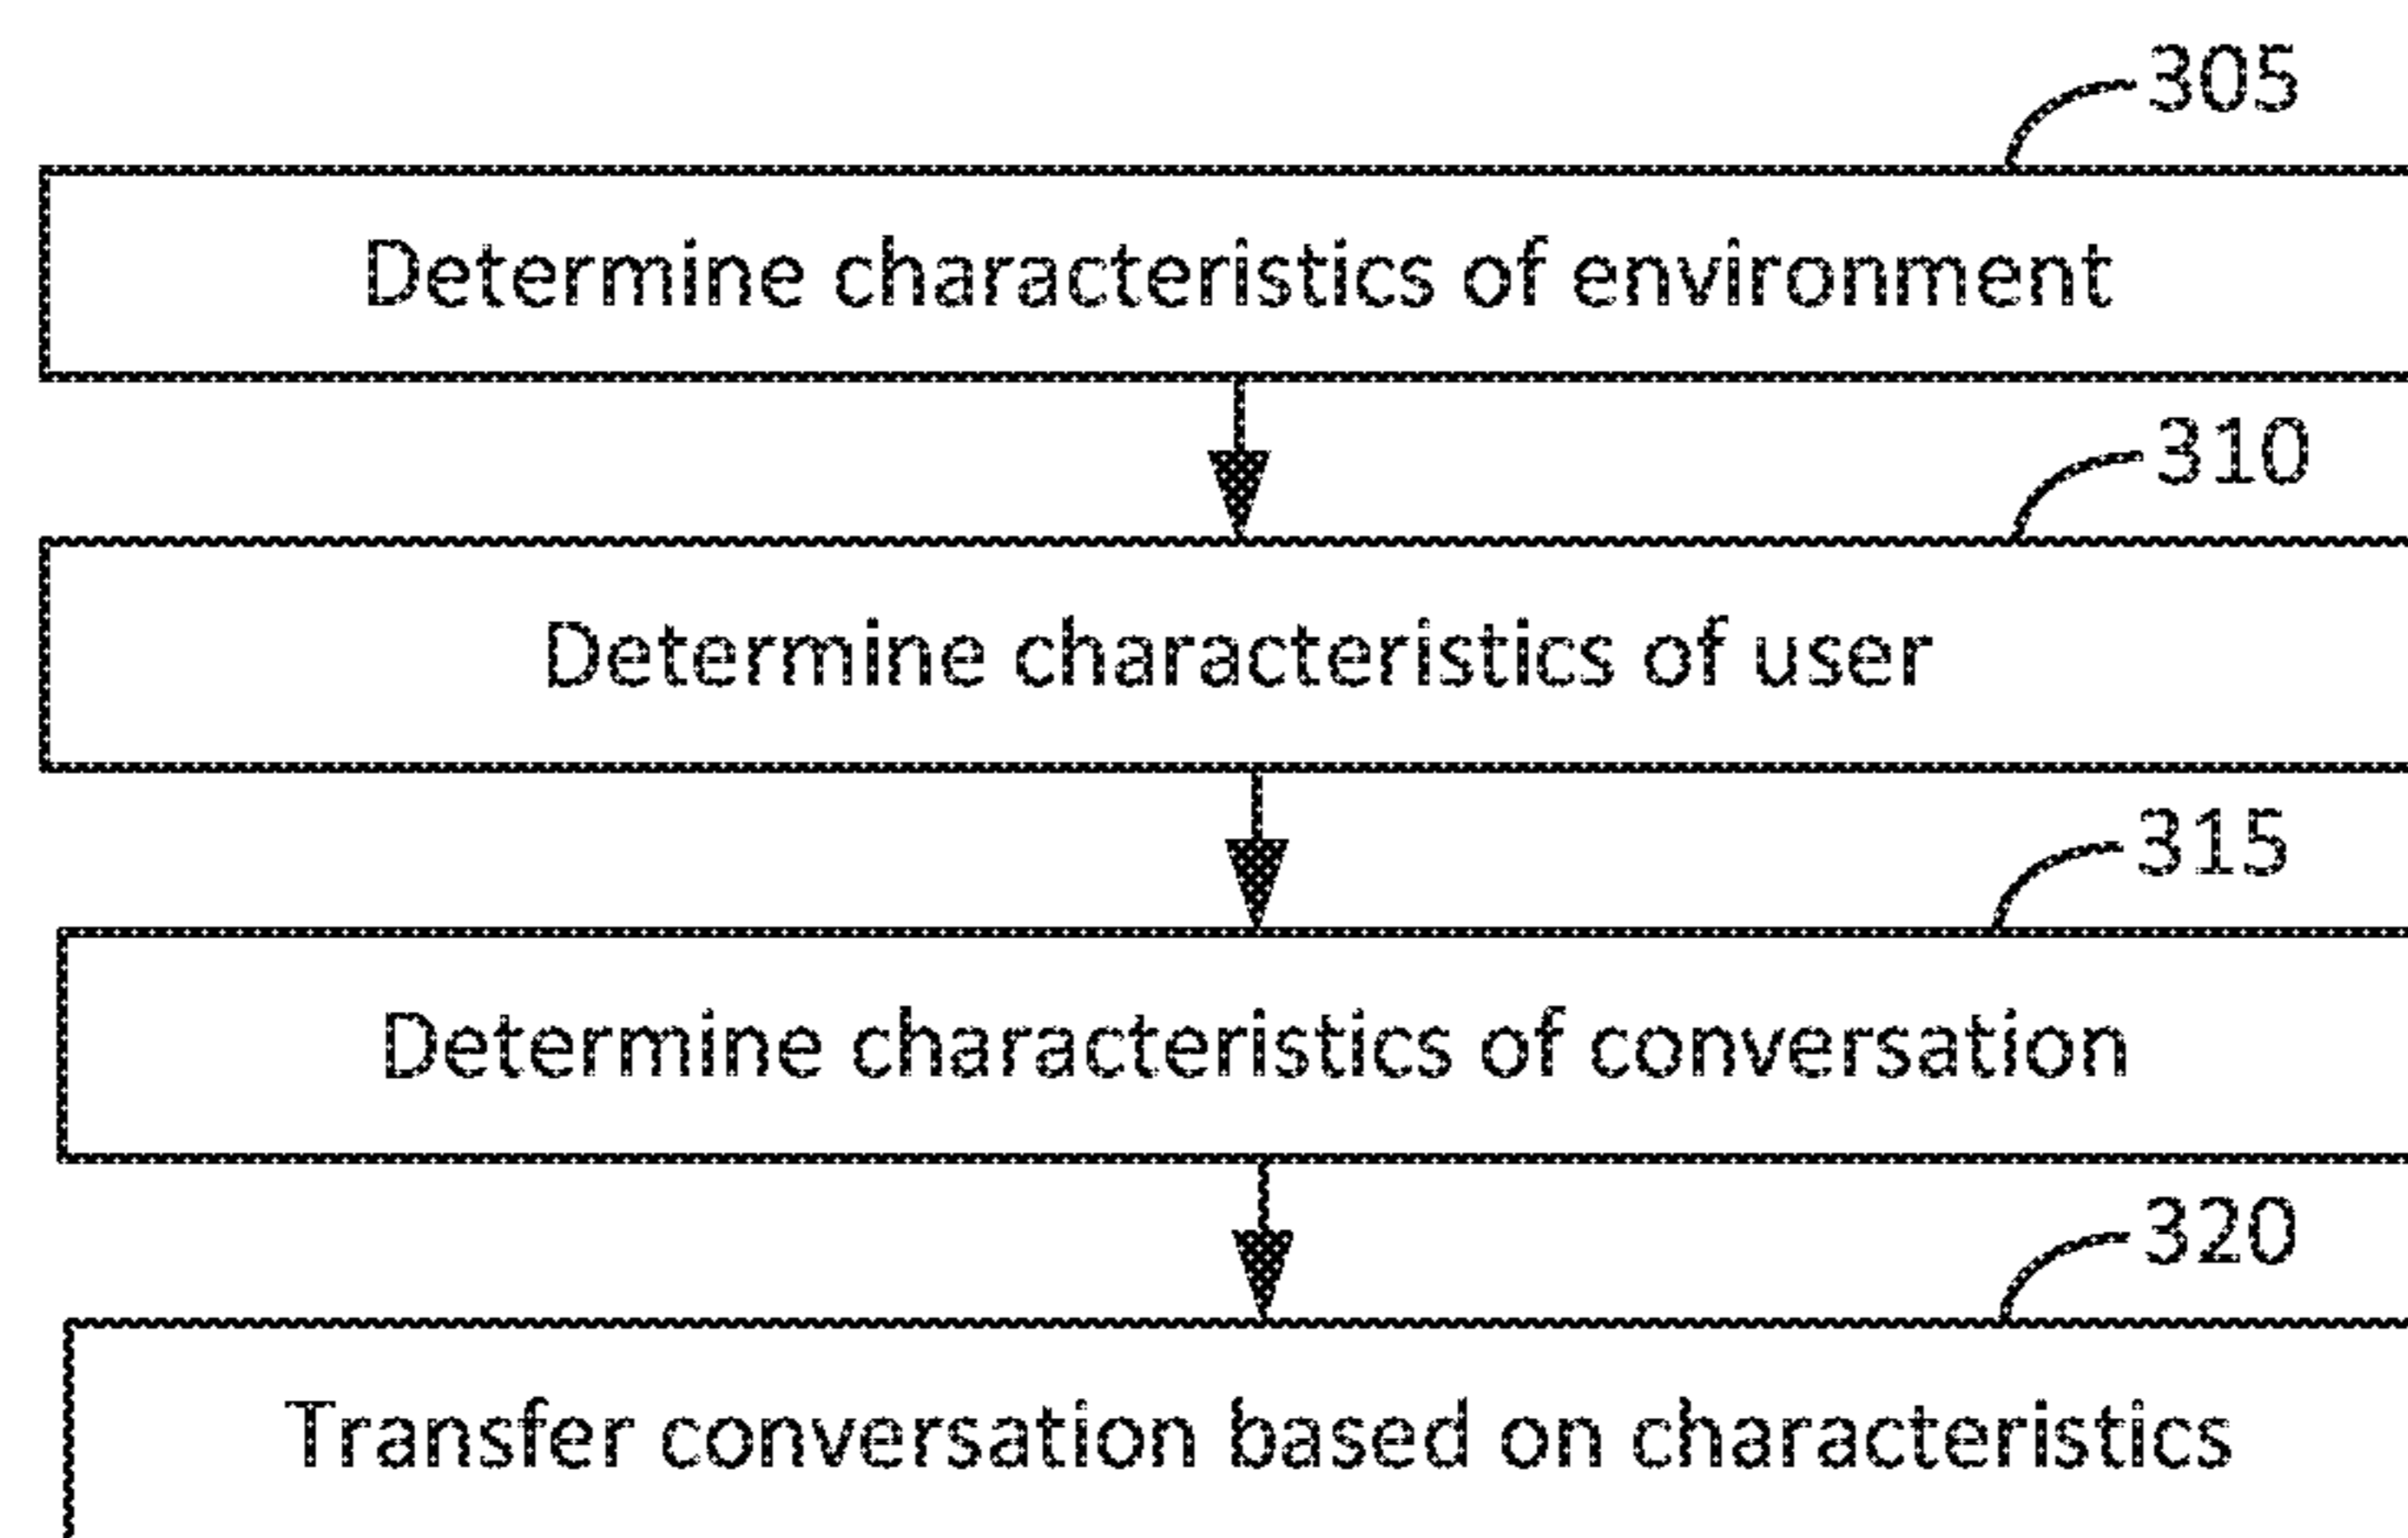 305
Determine characteristics of environment
310
Determine characteristics of user
315
Determine characteristics of conversation
320
Transfer conversation based on characteristics